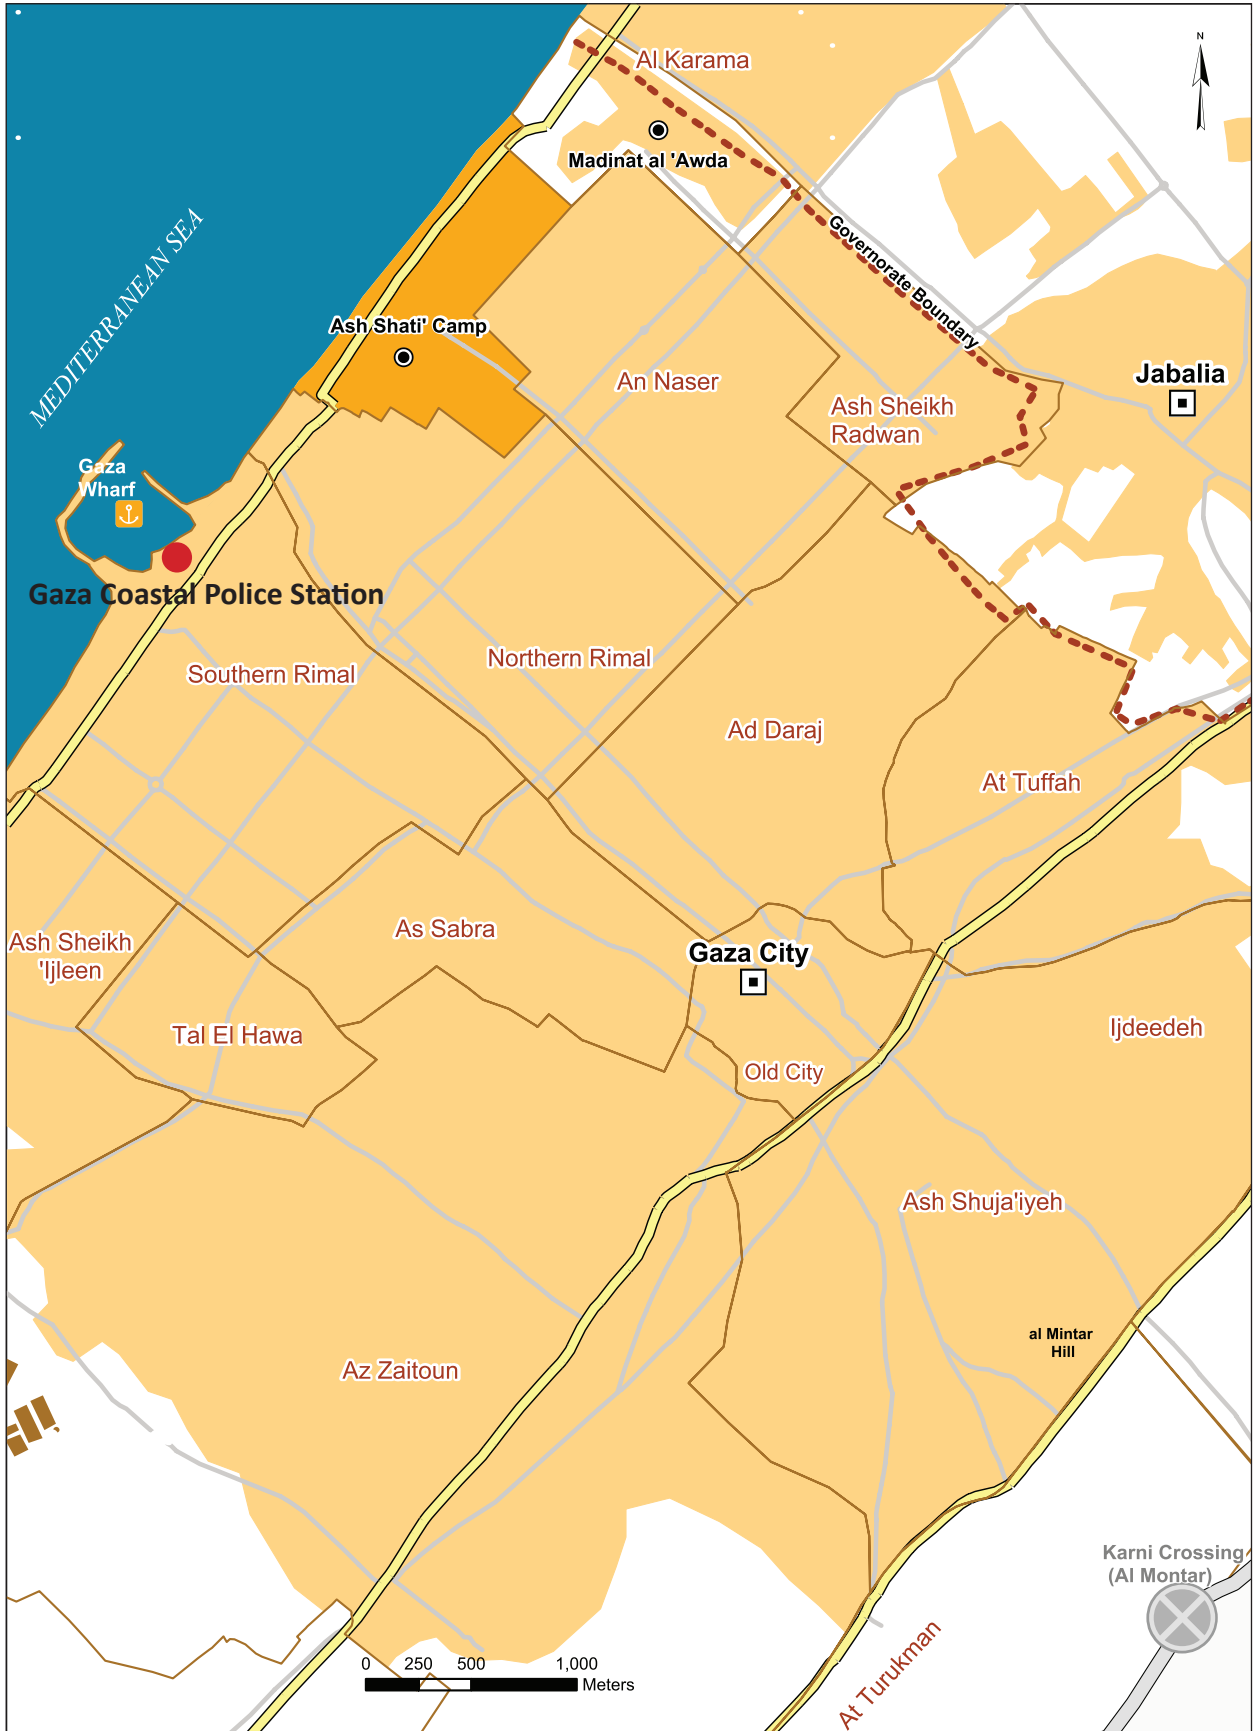 N
Al Karama
Madinat al 'Awda
MEDITERRANEAN SEA
Governorate Boundary
Ash Shati' Camp
An Naser
Jabalia
Ash Sheikh
Radwan
Gaza
Wharf
Gaza Coastal Police Station
Southern Rimal
Northern Rimal
Ad Daraj
At Tuffah
As Sabra
Ash Sheikh
'Ijleen
Gaza City
Tal El Hawa
Ijdeedeh
Old City
Ash Shuja'iyeh
al Mintar
Hill
Az Zaitoun
Karni Crossing
(Al Montar)
At Turukman
0 250 500 1,000
Meters